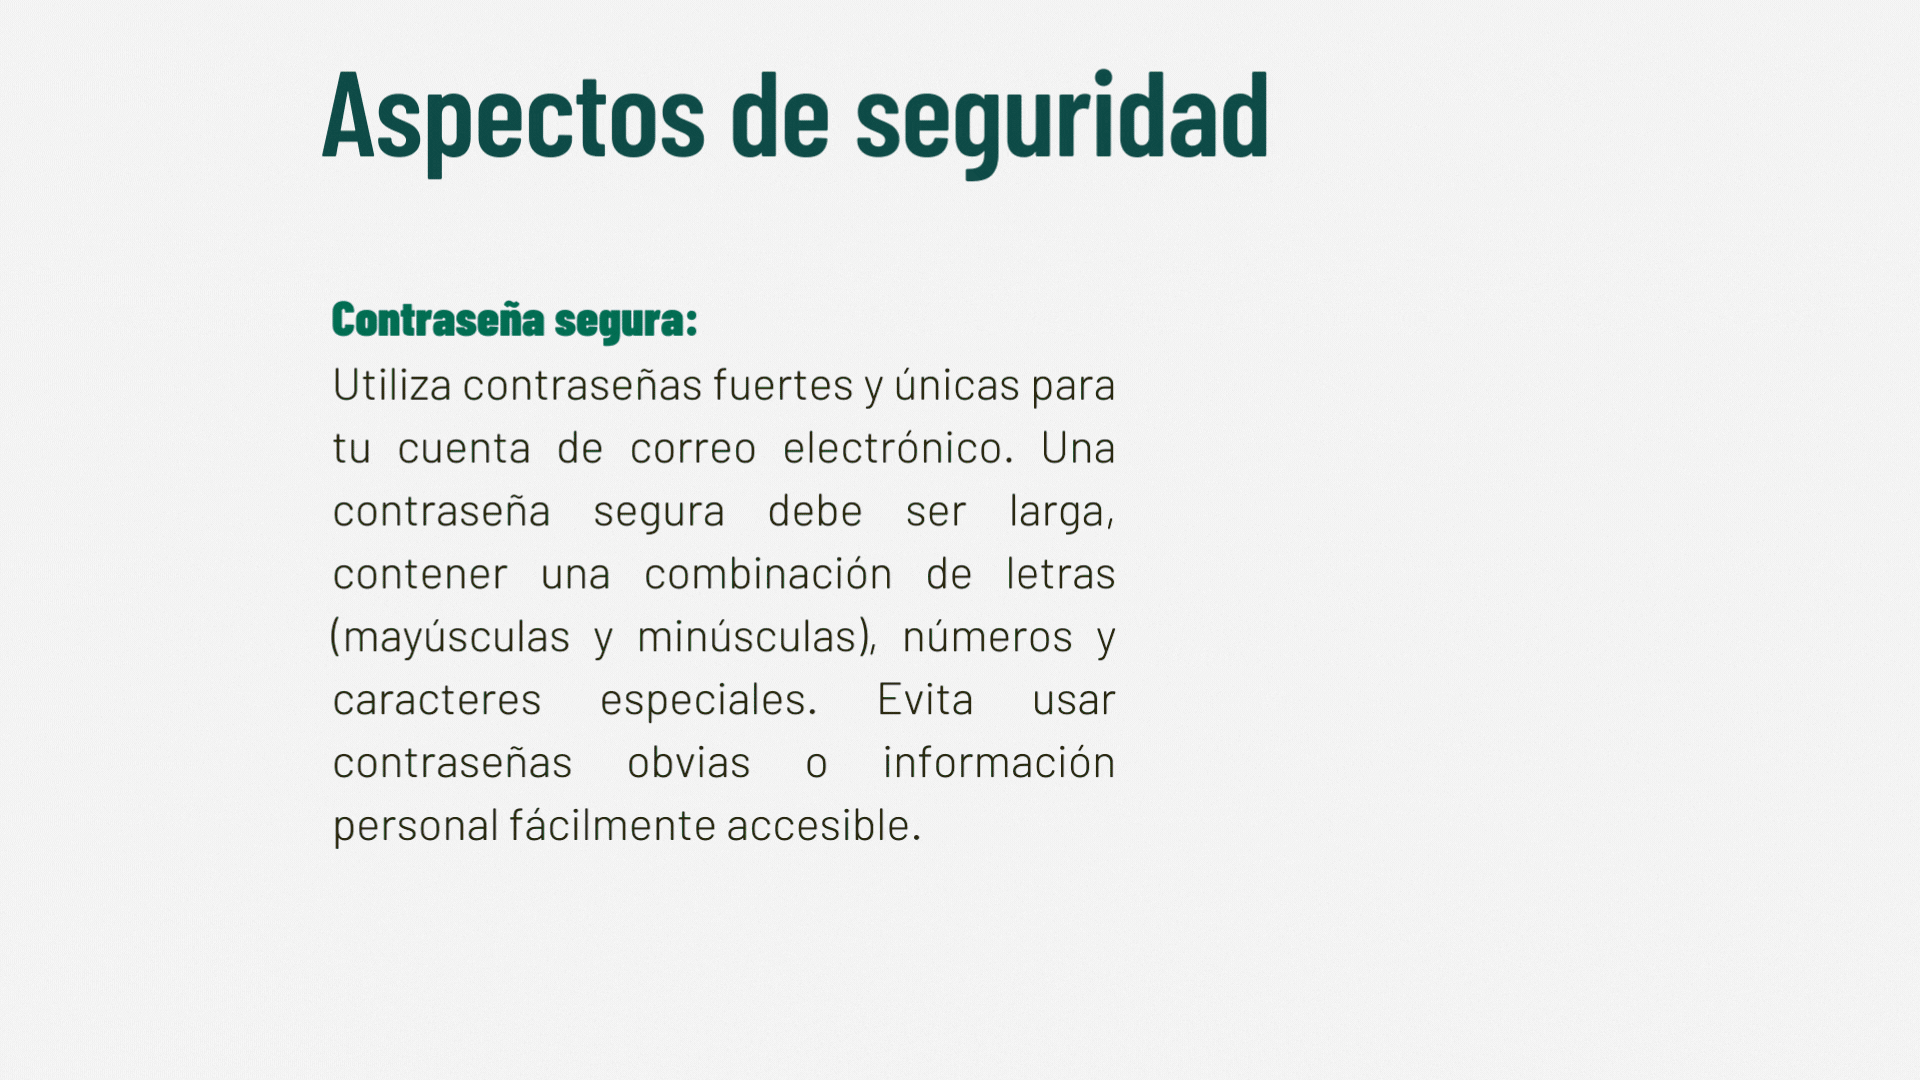 Aspectos de seguridad
Contraseña segura:
Utiliza contraseñas fuertes y únicas para
tu cuenta de correo electrónico. Una
contraseña segura debe ser larga,
contener una combinación de letras
(mayúsculas y minúsculas), números y
caracteres especiales. Evita usar
contraseñas obvias o información
personal fácilmente accesible.